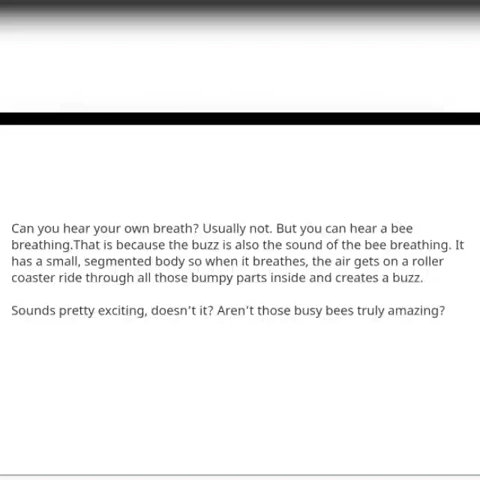 Can you hear your own breath? Usually not. But you can hear a bee
breathing.That is because the buzz is also the sound of the bee breathing. It
has a small, segmented body so when it breathes, the air gets on a roller
coaster ride through all those bumpy parts inside and creates a buzz.
Sounds pretty exciting, doesn't it? Aren't those busy bees truly amazing?